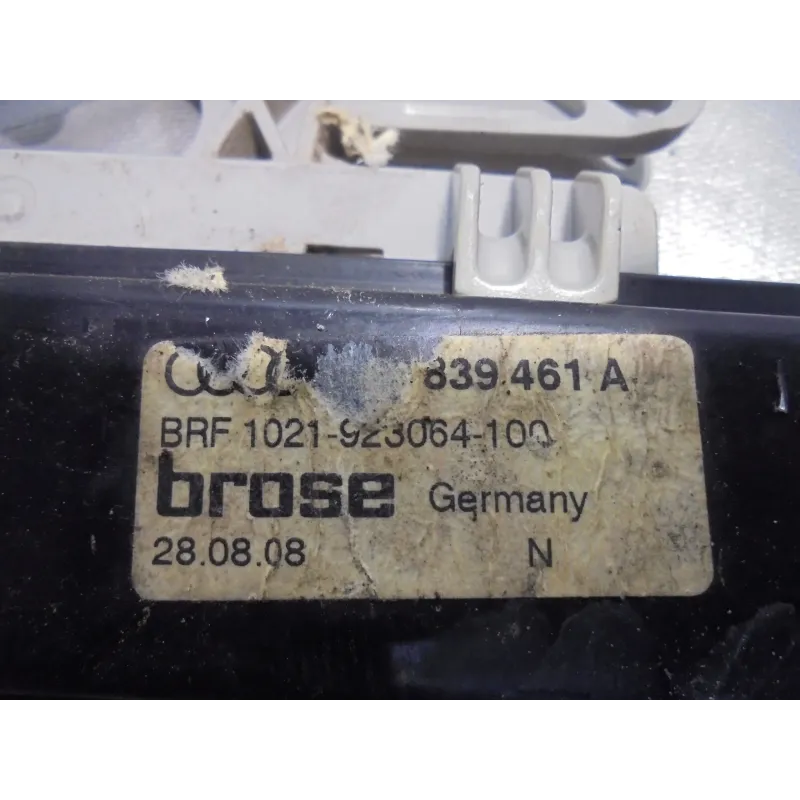 839.461 A
BRF 1021-923064-100
brose Germany
28.08.08 N